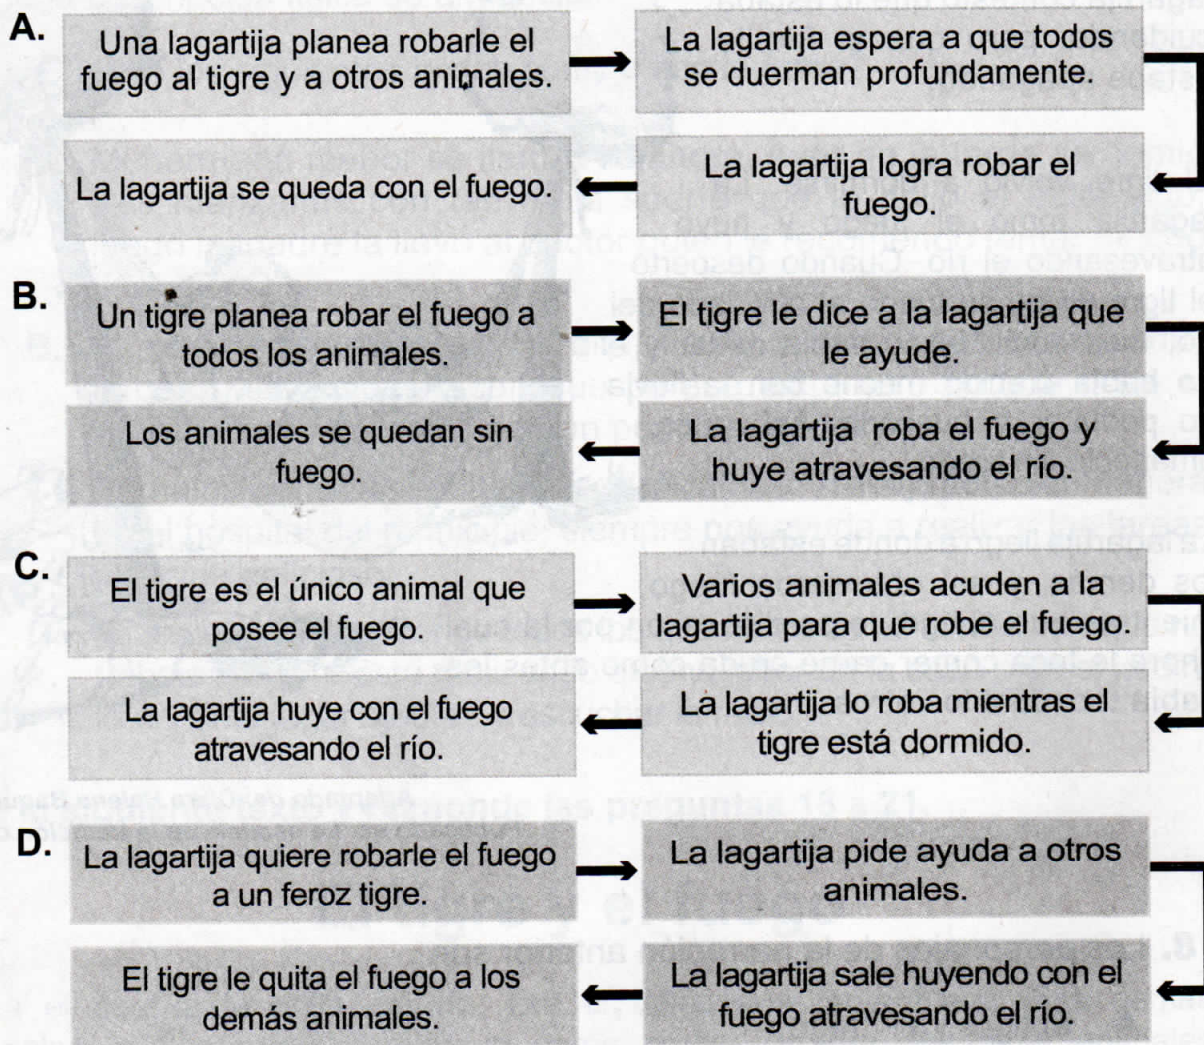 A.
Una lagartija planea robarle el
fuego al tigre y a otros animales.
La lagartija espera a que todos
se duerman profundamente.
La lagartija logra robar el
fuego.
La lagartija se queda con el fuego.
B.
Un tigre planea robar el fuego a
todos los animales.
El tigre le dice a la lagartija que
le ayude.
La lagartija roba el fuego y
huye atravesando el río.
Los animales se quedan sin
fuego.
C.
El tigre es el único animal que
posee el fuego.
Varios animales acuden a la
lagartija para que robe el fuego.
La lagartija lo roba mientras el
tigre está dormido.
La lagartija huye con el fuego
atravesando el río.
D.
La lagartija quiere robarle el fuego
a un feroz tigre.
La lagartija pide ayuda a otros
animales.
La lagartija sale huyendo con el
fuego atravesando el río.
El tigre le quita el fuego a los
demás animales.